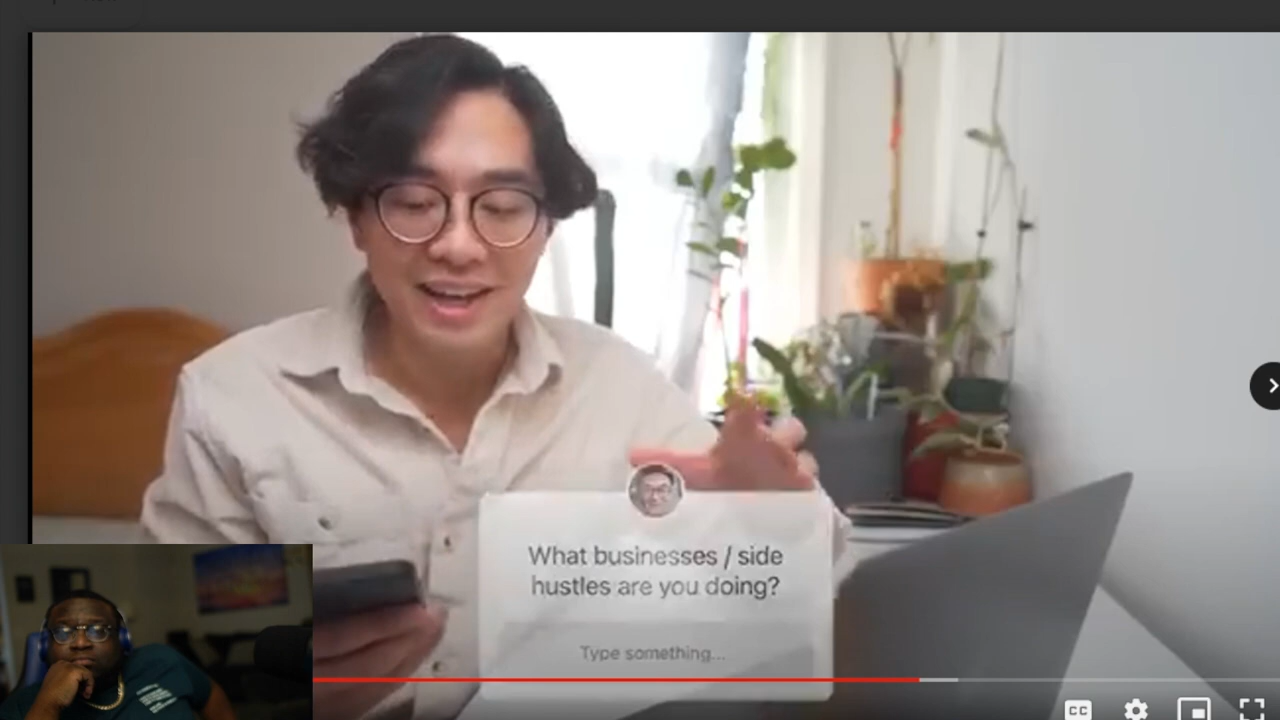 What businesses / side
hustles are you doing?
Type something...
CC